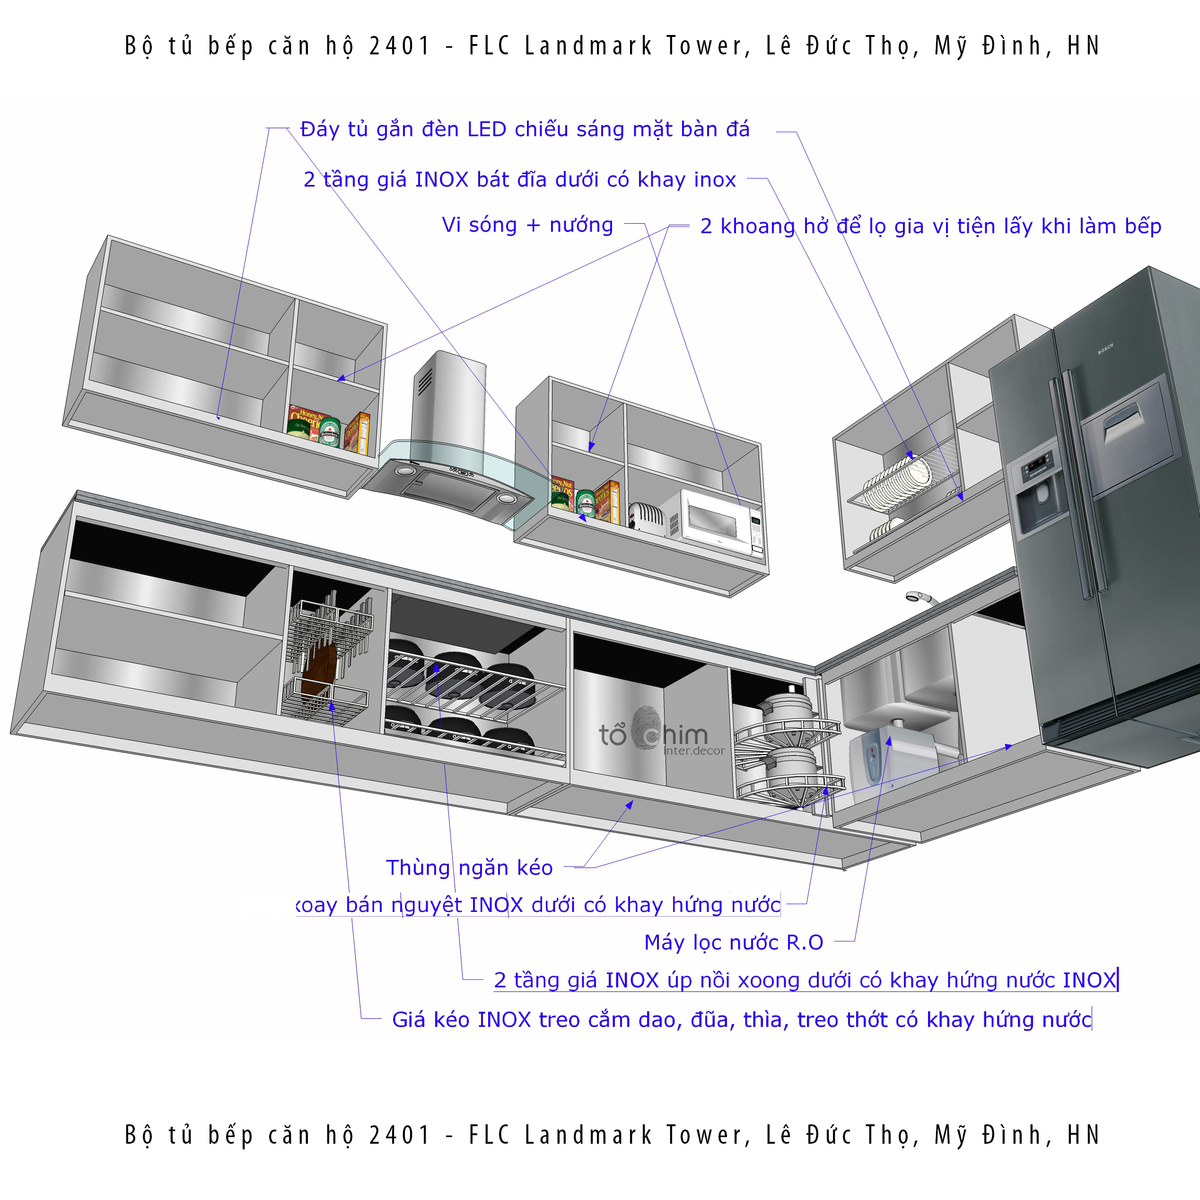 Bộ tủ bếp căn hộ 2401 - FLC Landmark Tower, Lê Đức Thọ, Mỹ Đình, HN
Đáy tủ gắn đèn LED chiếu sáng mặt bàn đá
2 tầng giá INOX bát đĩa dưới có khay inox
Vi sóng + nướng
2 khoang hở để lọ gia vị tiện lấy khi làm bếp
BOSCH
tổ chim
inter.decor
Thùng ngăn kéo
xoay bán nguyệt INOX dưới có khay hứng nước
Máy lọc nước R.O
2 tầng giá INOX úp nồi xoong dưới có khay hứng nước INOX
Giá kéo INOX treo cắm dao, đũa, thìa, treo thớt có khay hứng nước
Bộ tủ bếp căn hộ 2401 - FLC Landmark Tower, Lê Đức Thọ, Mỹ Đình, HN